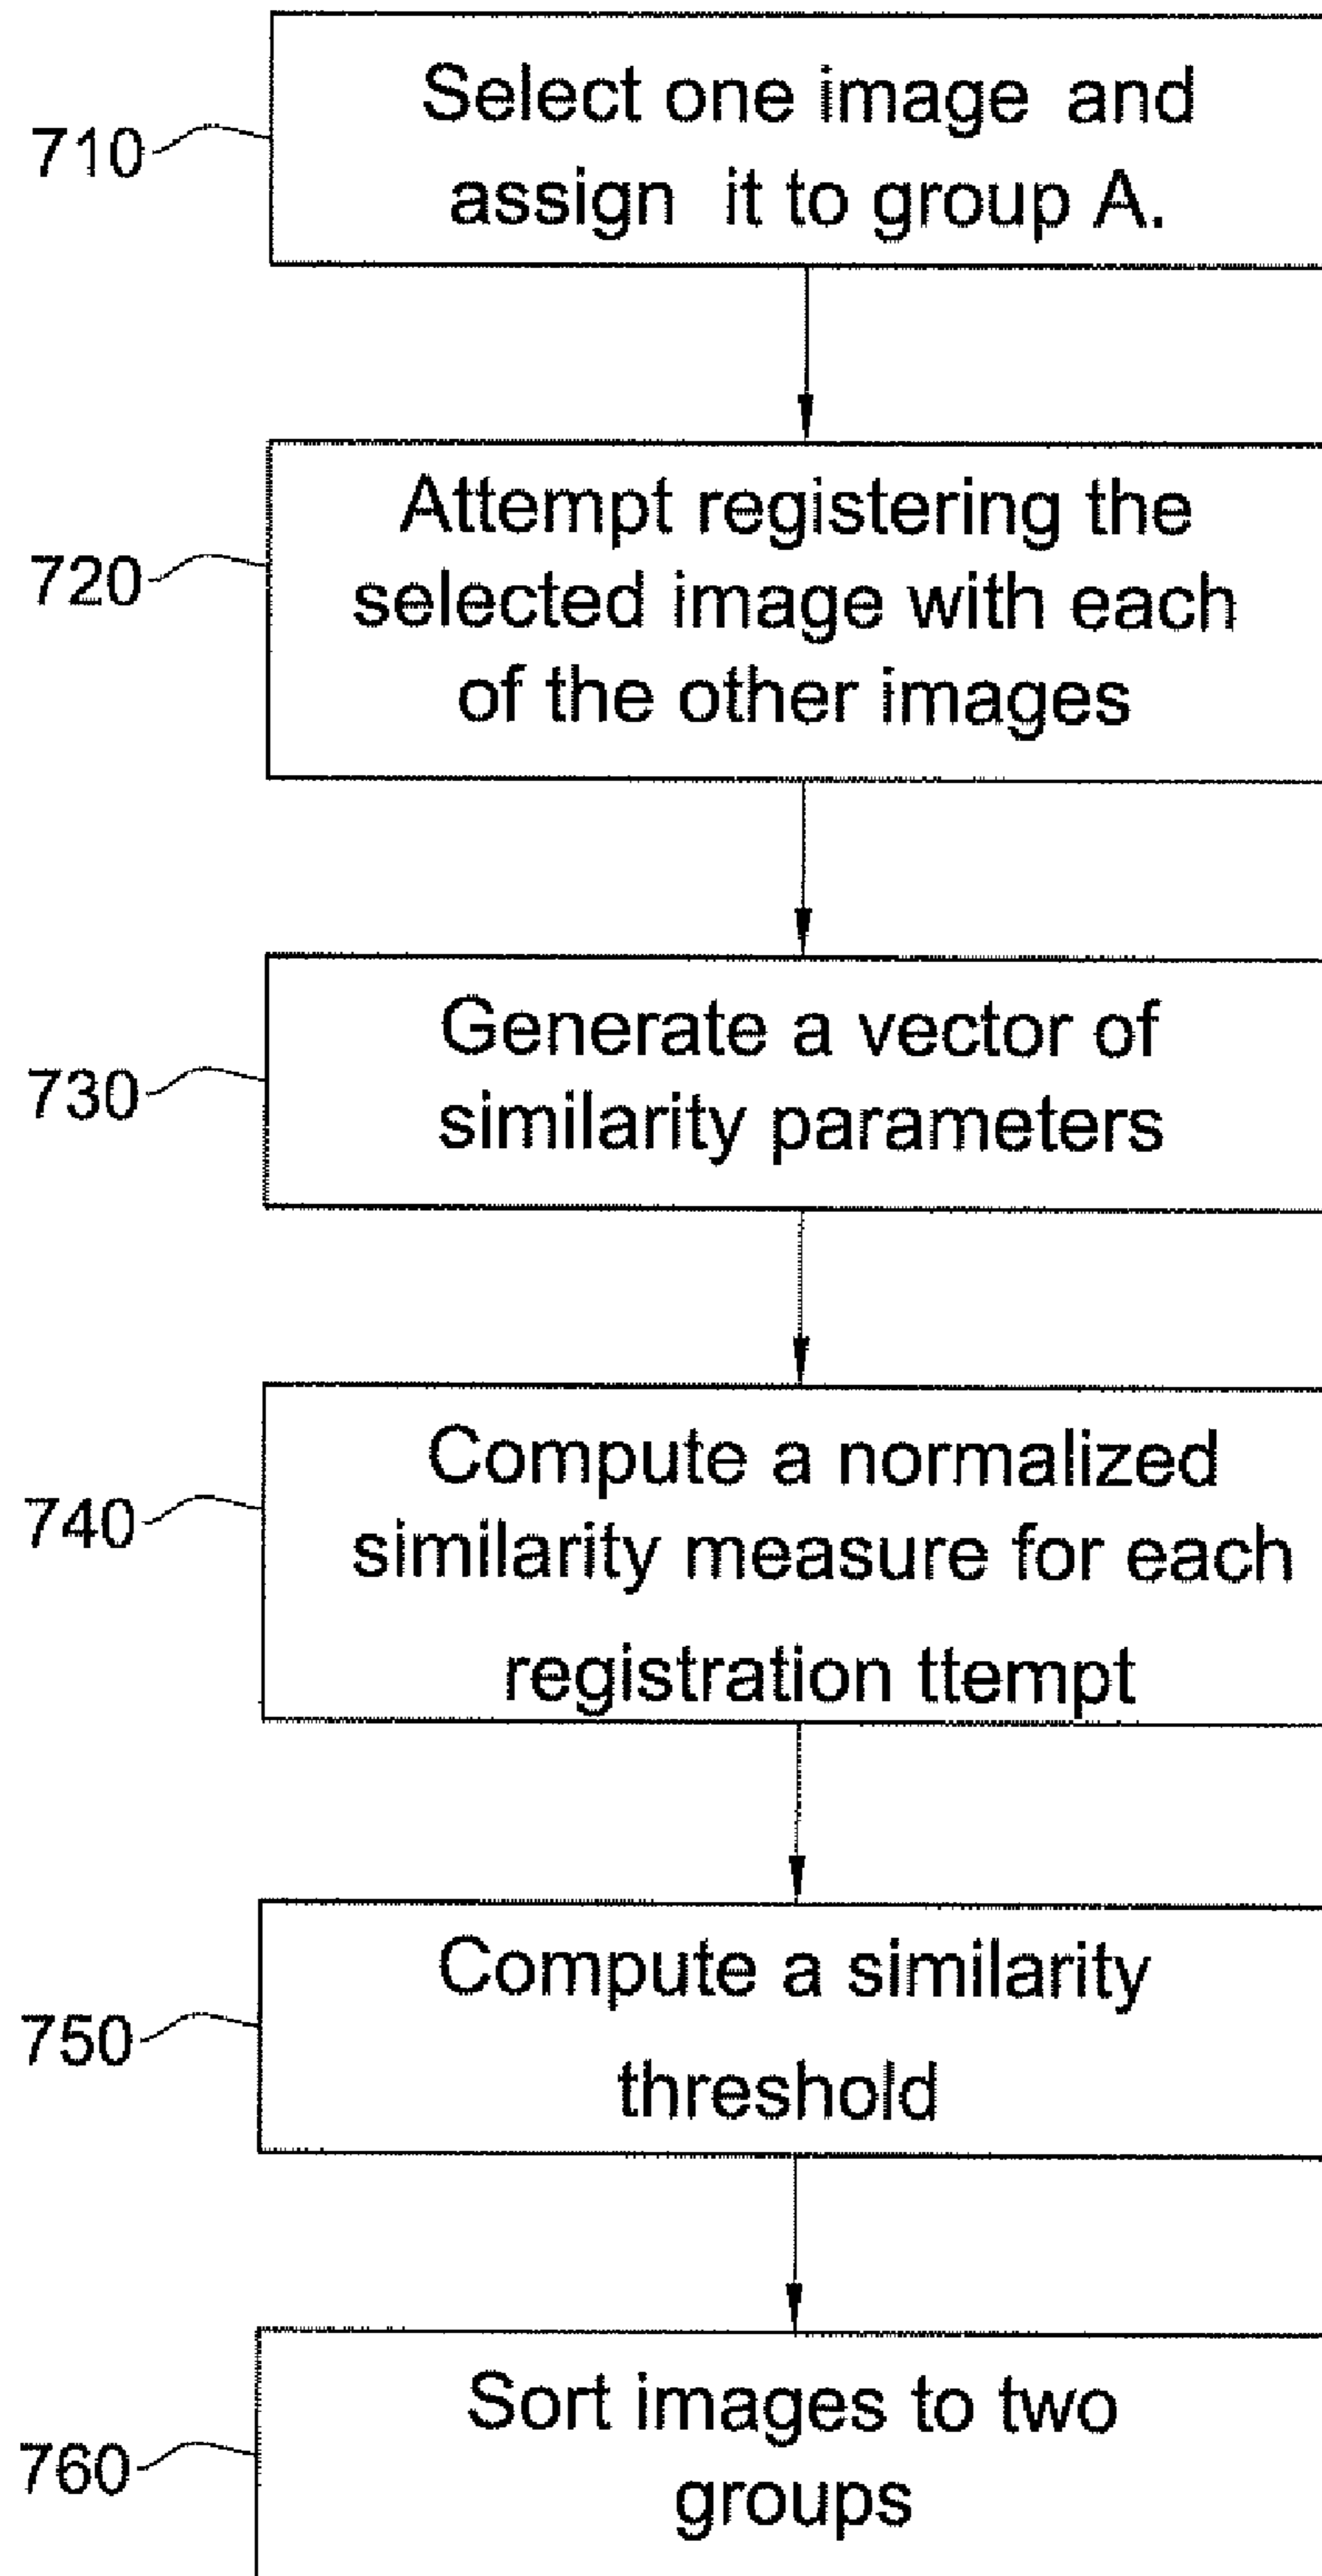 Select one image and
710
assign it to group A.
Attempt registering the
720
selected image with each
of the other images
Generate a vector of
730
similarity parameters
Compute a normalized
740
similarity measure for each
registration ttempt
Compute a similarity
750
threshold
Sort images to two
760
groups